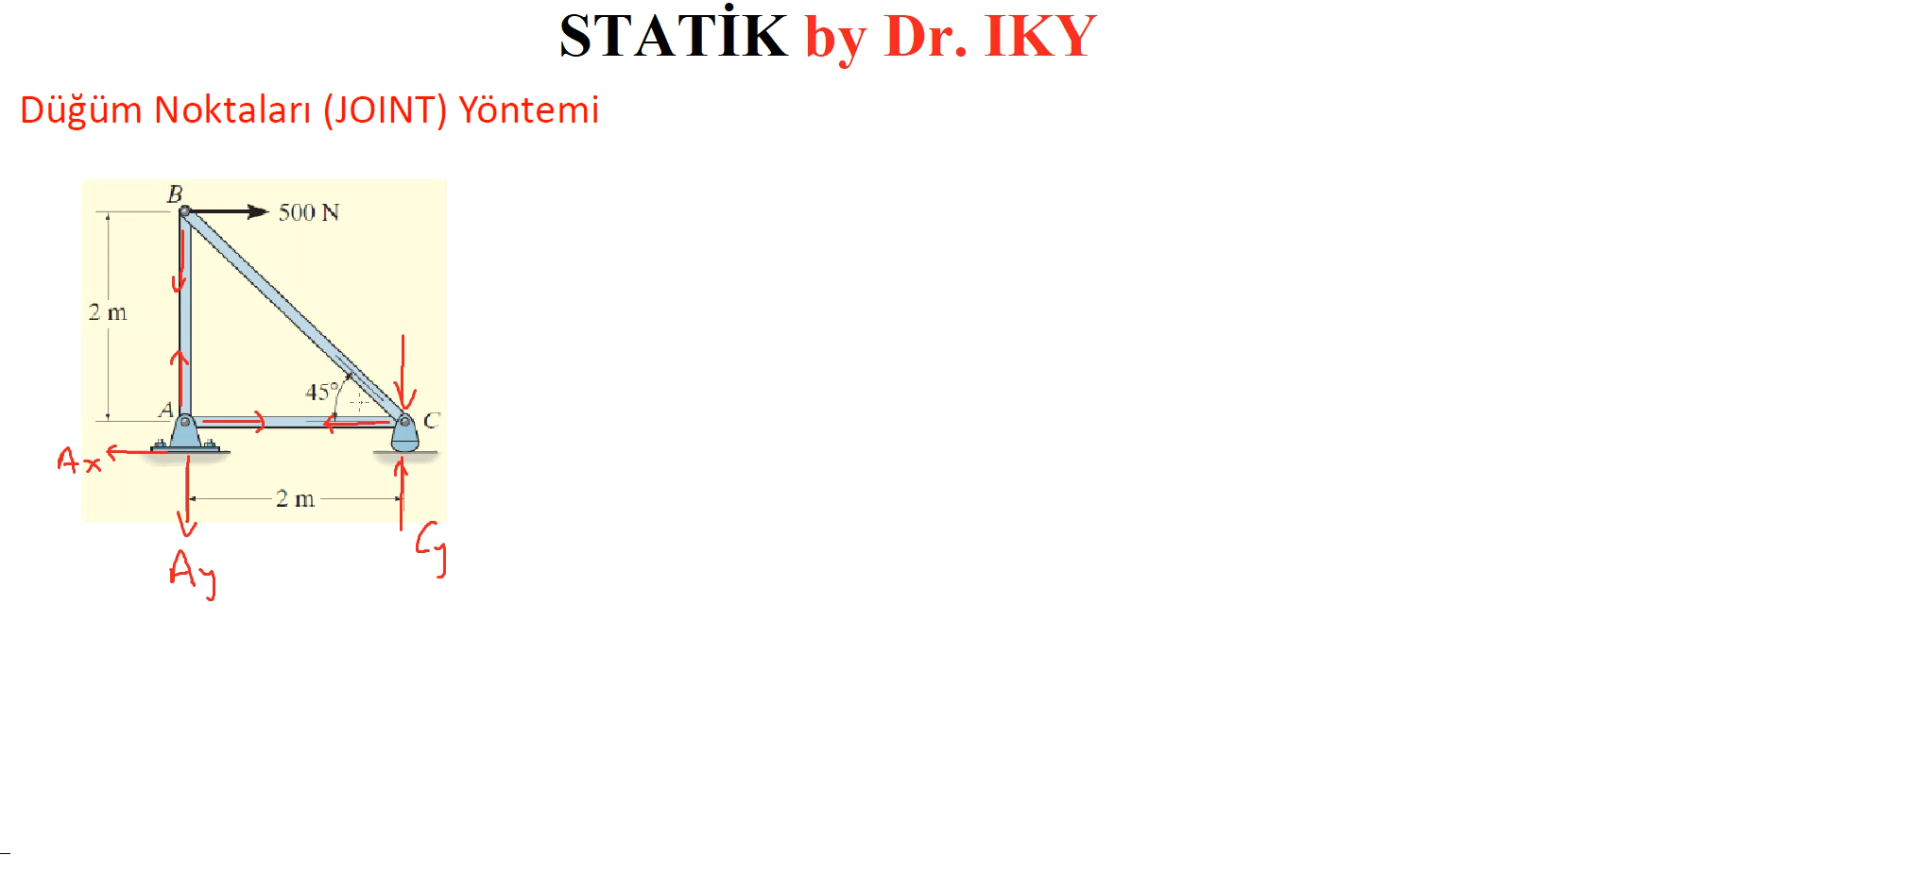 STATİK by Dr. IKY
Düğüm Noktaları (JOINT) Yöntemi
B
500 N
2 m
45°
A
C
Ax
2 m
Cy
Ay